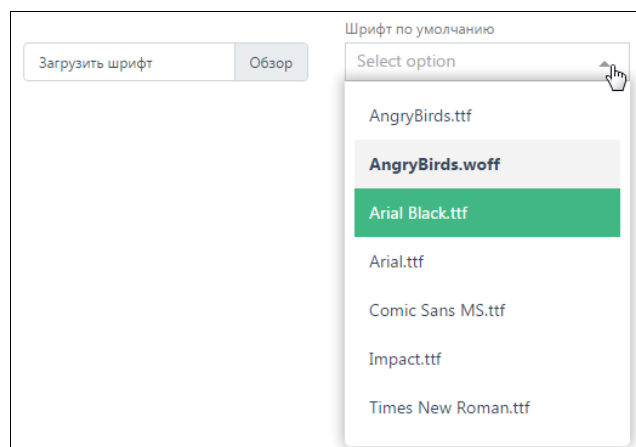 Шрифт по умолчанию
Загрузить шрифт Обзор Select option
AngryBirds.ttf
AngryBirds.woff
Arial Black.ttf
Arial.ttf
Comic Sans MS.ttf
Impact.ttf
Times New Roman.ttf